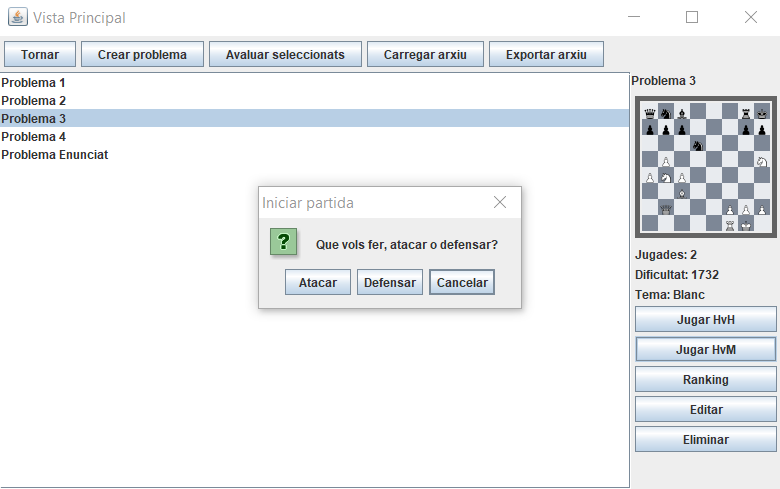 Vista Principal
Tornar Crear problema Avaluar seleccionats Carregar arxiu Exportar arxiu
Problema 1
Problema 2
Problema 3
Problema 4
Problema Enunciat
Iniciar partida
?
Que vols fer, atacar o defensar?
Atacar Defensar Cancelar
Problema 3
Jugades: 2
Dificultat: 1732
Tema: Blanc
Jugar HvH
Jugar HvM
Ranking
Editar
Eliminar